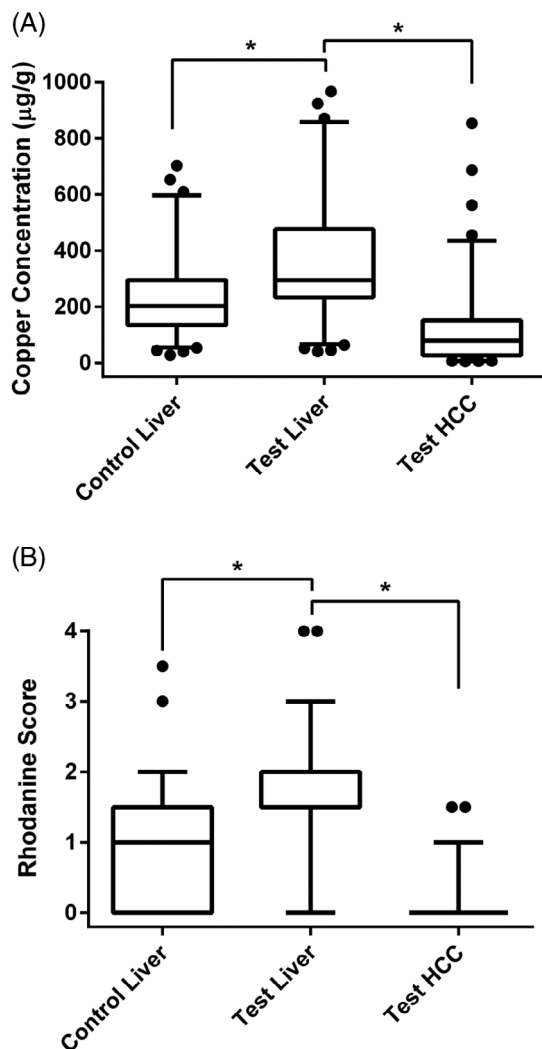 (A)
*
*
Copper Concentration (µg/g)
1000
800
600
400
200
0
Control Liver
Test Liver
Test HCC
(B)
*
*
Rhodanine Score
4
3
2
1
0
Control Liver
Test Liver
Test HCC